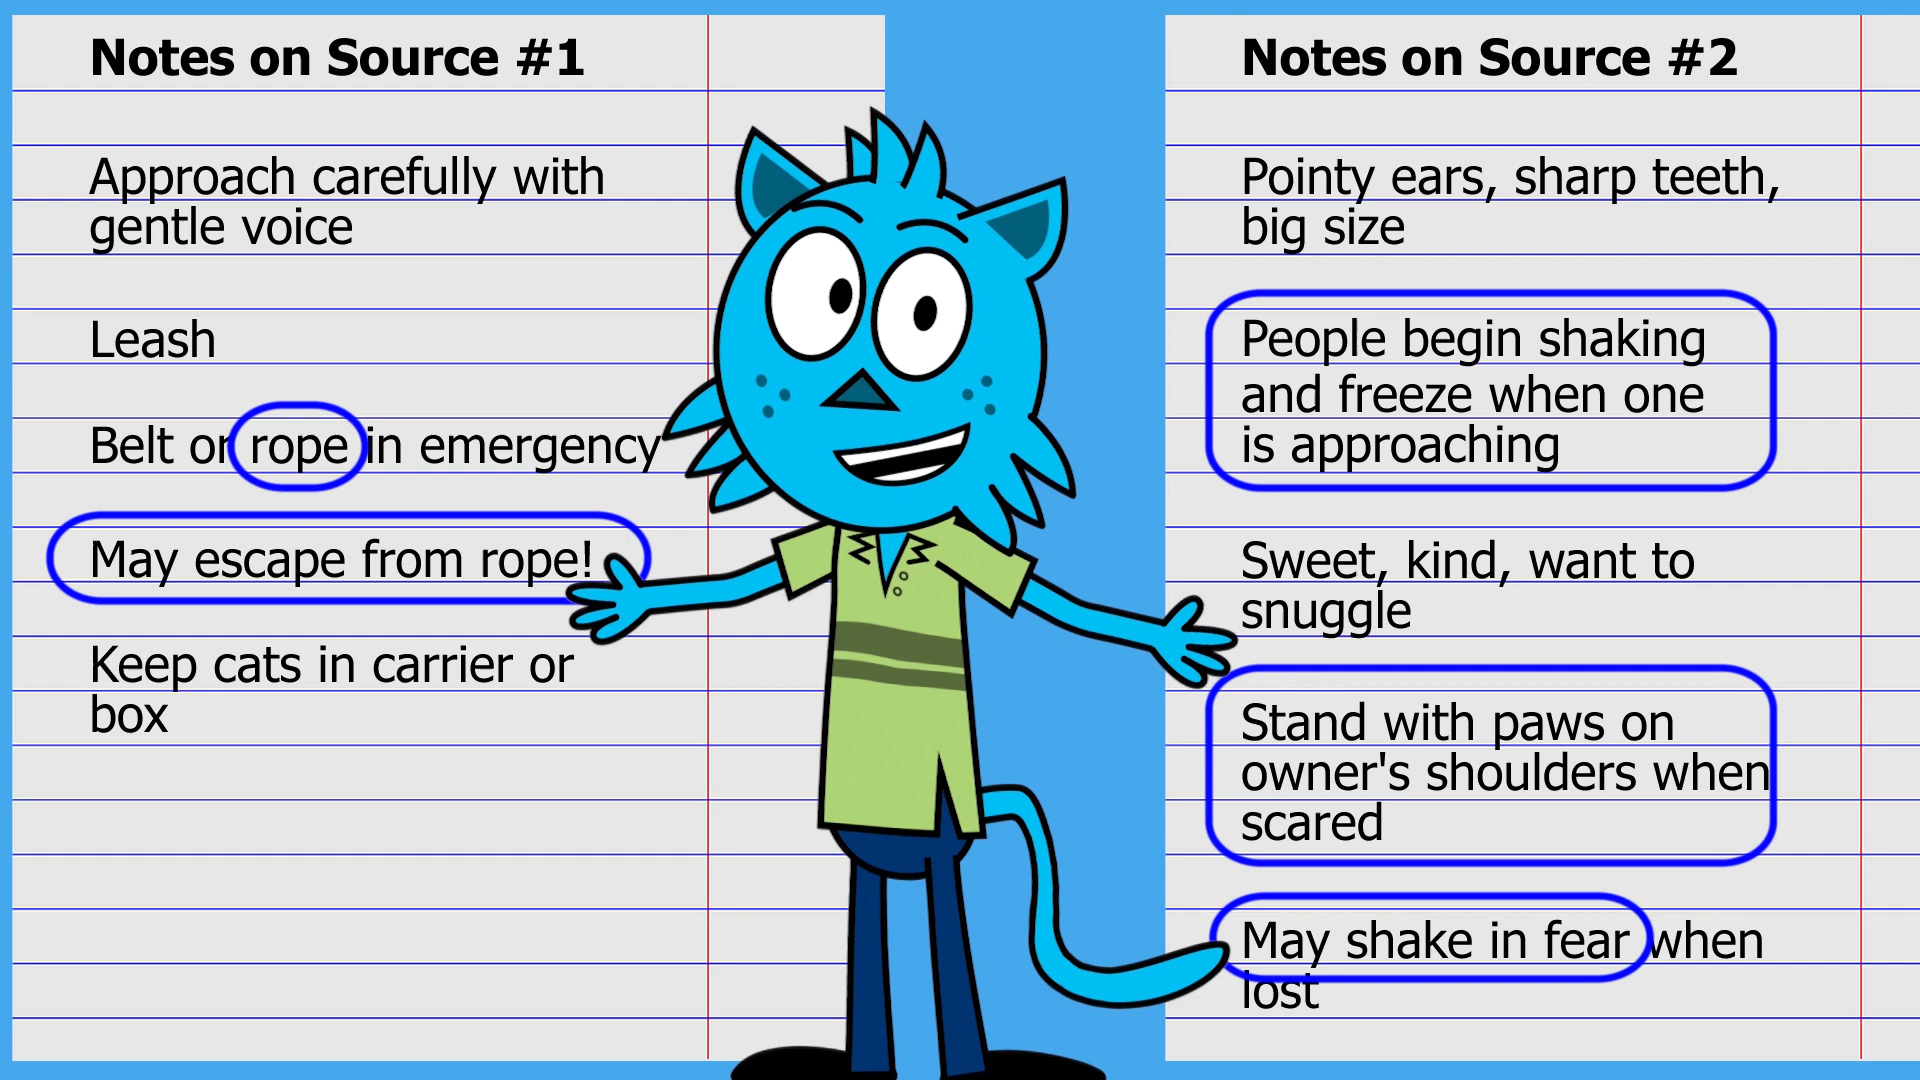 Notes on Source #1
Approach carefully with
gentle voice
Leash
Belt or rope in emergency
May escape from rope!
Keep cats in carrier or
box
Notes on Source #2
Pointy ears, sharp teeth,
big size
People begin shaking
and freeze when one
is approaching
Sweet, kind, want to
snuggle
Stand with paws on
owner's shoulders when
scared
May shake in fear when
lost